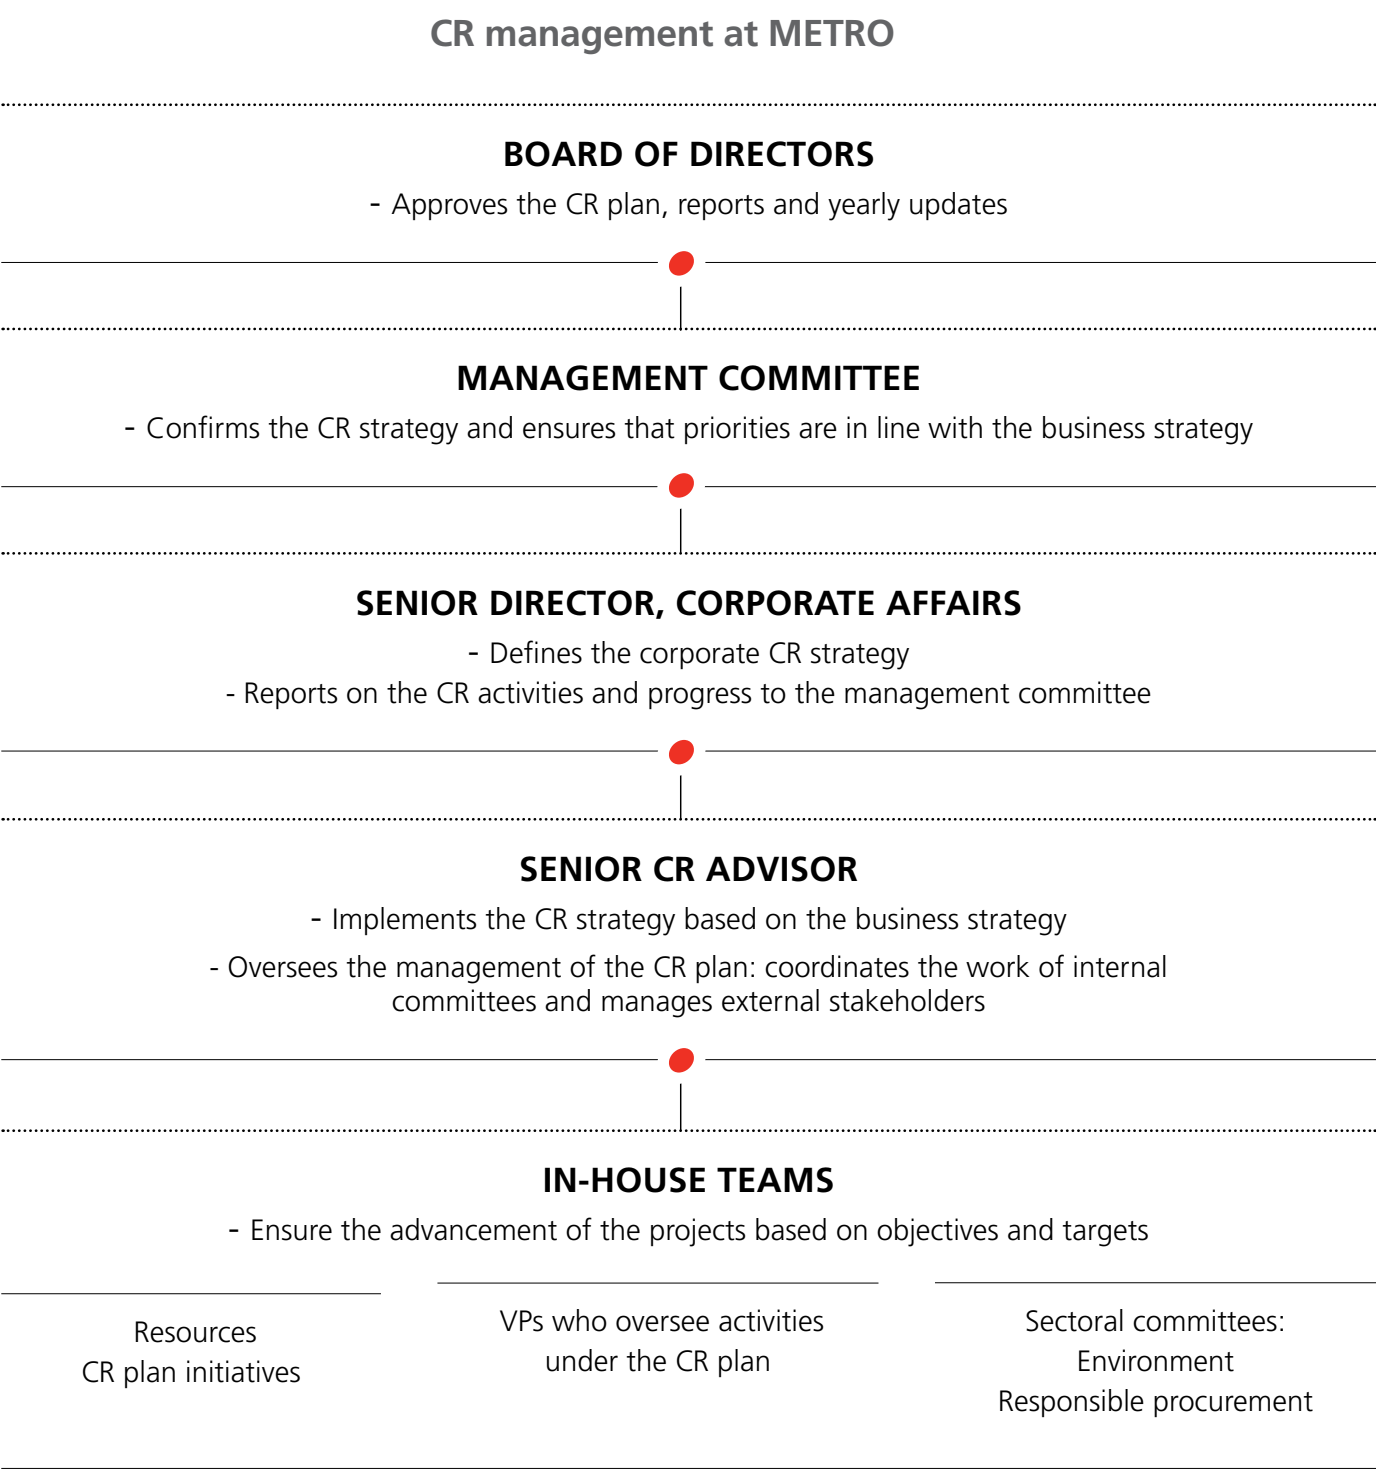 CR management at METRO
BOARD OF DIRECTORS
- Approves the CR plan, reports and yearly updates
MANAGEMENT COMMITTEE
- Confirms the CR strategy and ensures that priorities are in line with the business strategy
SENIOR DIRECTOR, CORPORATE AFFAIRS
- Defines the corporate CR strategy
- Reports on the CR activities and progress to the management committee
SENIOR CR ADVISOR
- Implements the CR strategy based on the business strategy
- Oversees the management of the CR plan: coordinates the work of internal
committees and manages external stakeholders
IN-HOUSE TEAMS
- Ensure the advancement of the projects based on objectives and targets
Resources
CR plan initiatives
VPs who oversee activities
under the CR plan
Sectoral committees:
Environment
Responsible procurement